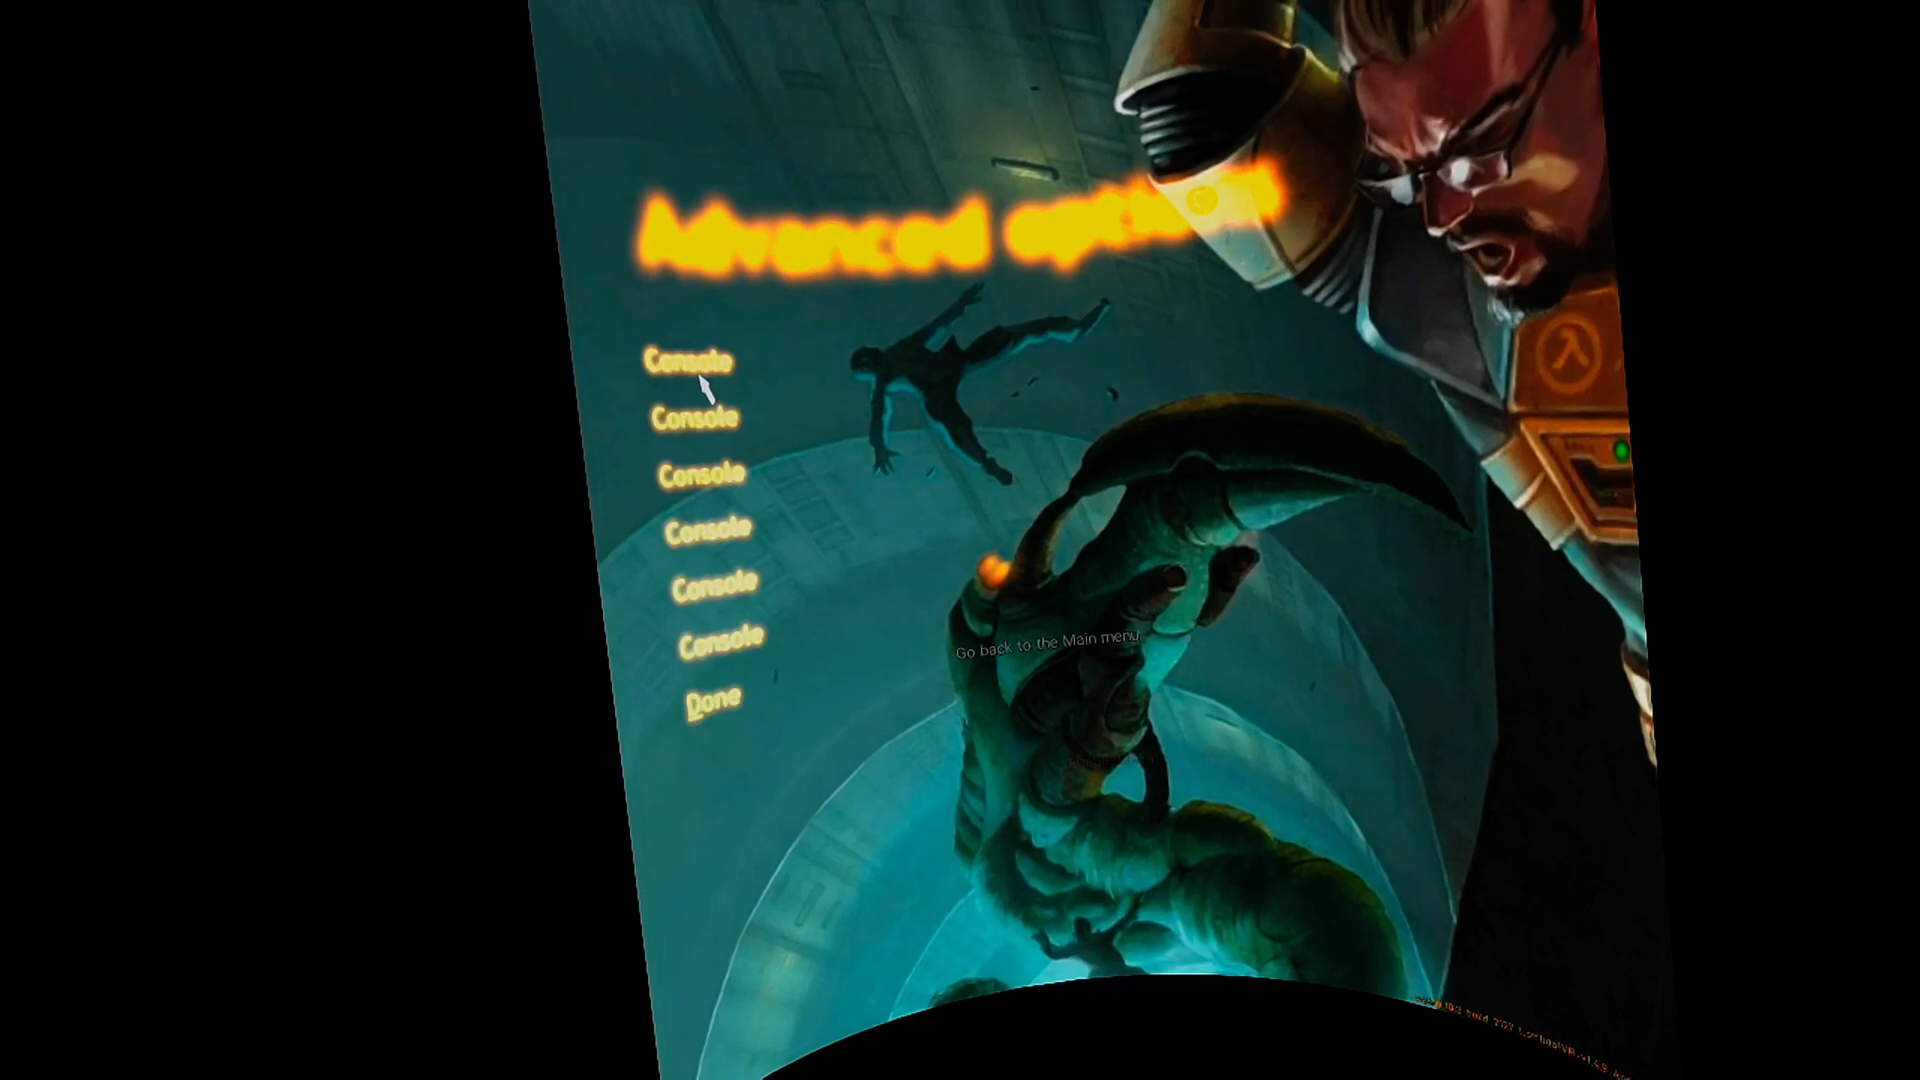 Advanced options
Console
Console
Console
Console
Console
Console
Done
Go back to the Main menu